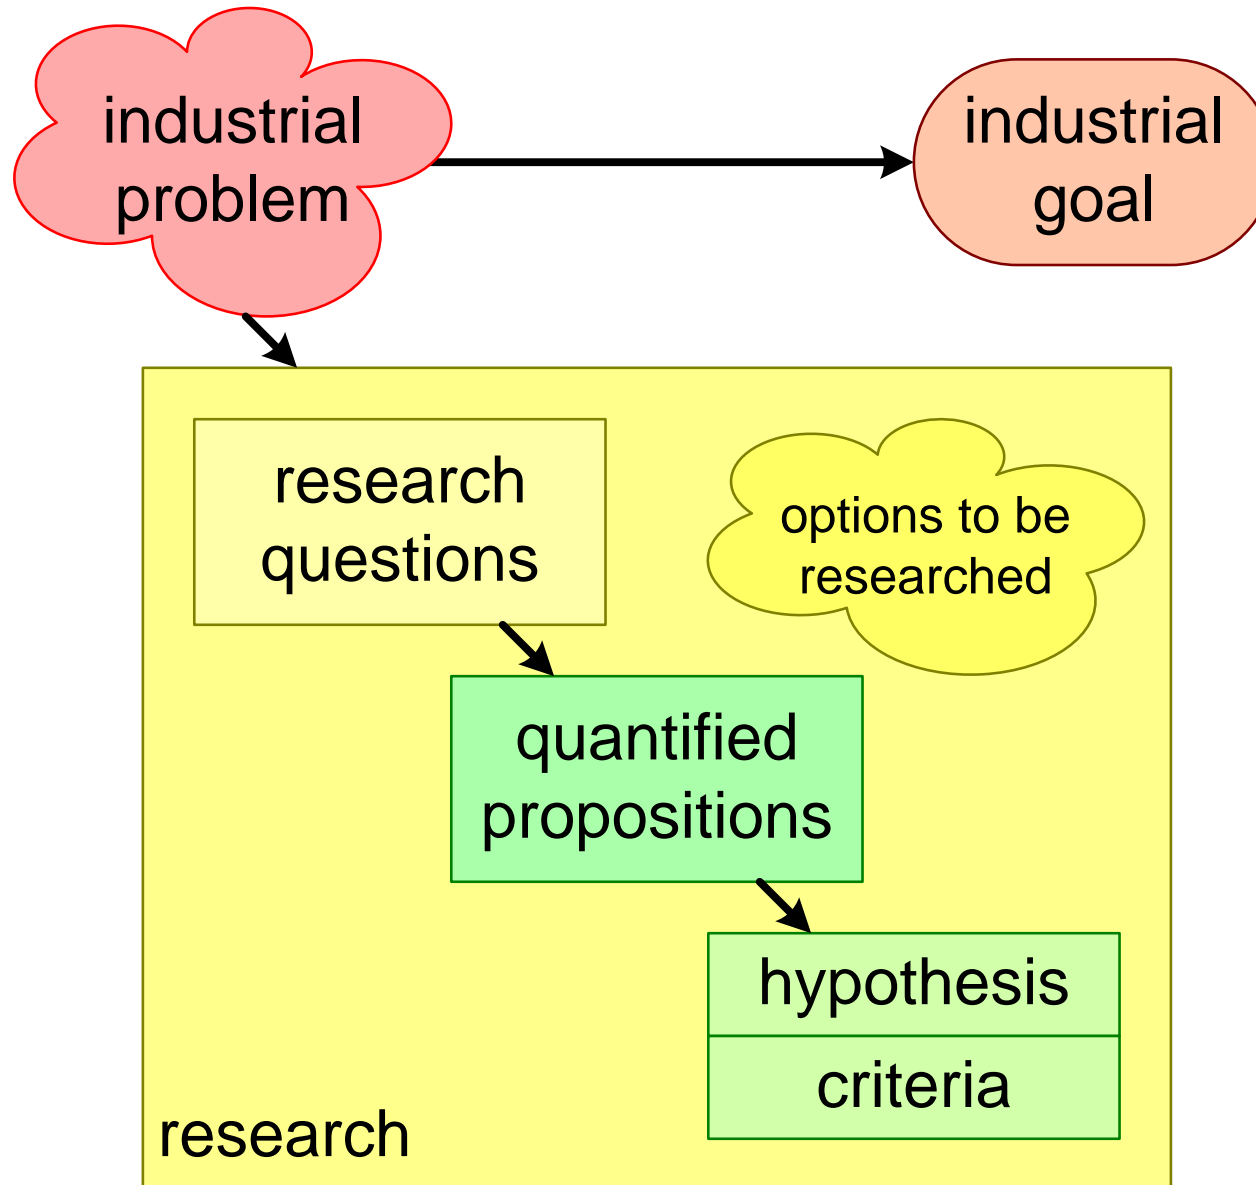 industrial
problem
industrial
goal
research
questions
options to be
researched
quantified
propositions
hypothesis
criteria
research